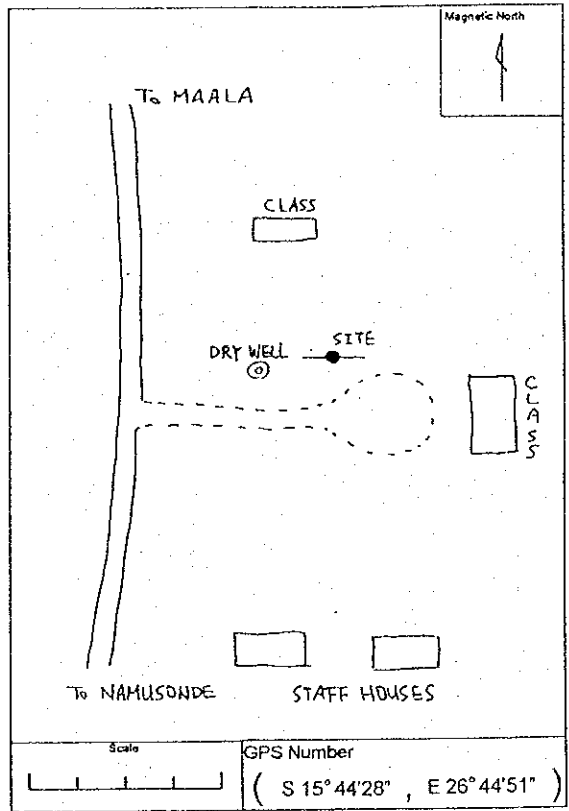 Magnetic North
To MAALA
CLASS
SITE
DRY WELL
CLASS
To NAMUSONDE
STAFF HOUSES
Scale
GPS Number
( S 15° 44'28" , E 26° 44'51" )